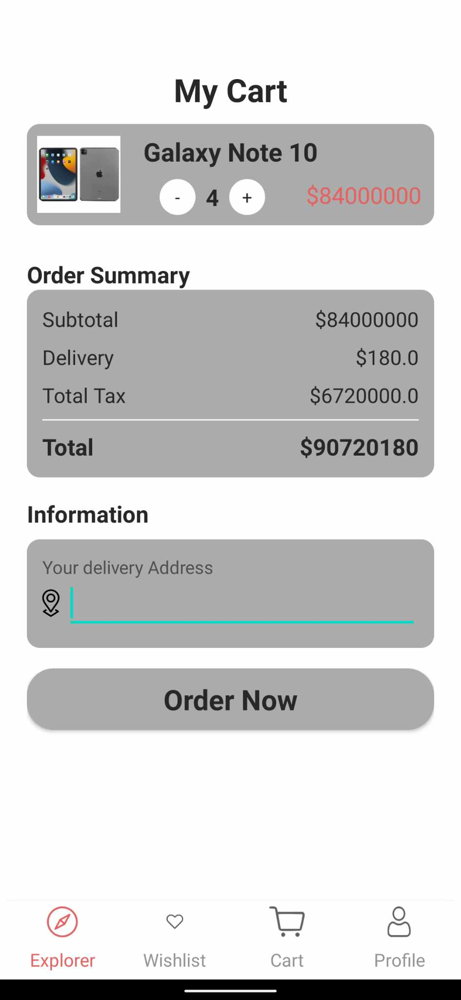 My Cart
Galaxy Note 10
- 4 + $84000000
Order Summary
Subtotal $84000000
Delivery $180.0
Total Tax $6720000.0
Total $90720180
Information
Your delivery Address
Order Now
Explorer Wishlist Cart Profile